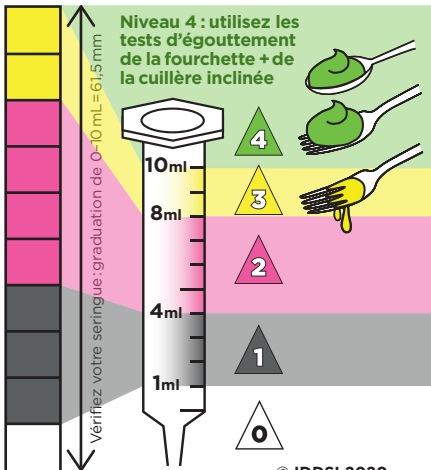 Niveau 4 : utilisez les
tests d'égouttement
de la fourchette + de
la cuillère inclinée
Vérifiez votre seringue : graduation de 0-10 mL = 61,5 mm
4
10ml
3
8ml
2
4ml
1
1ml
0
© IDDSI 2020